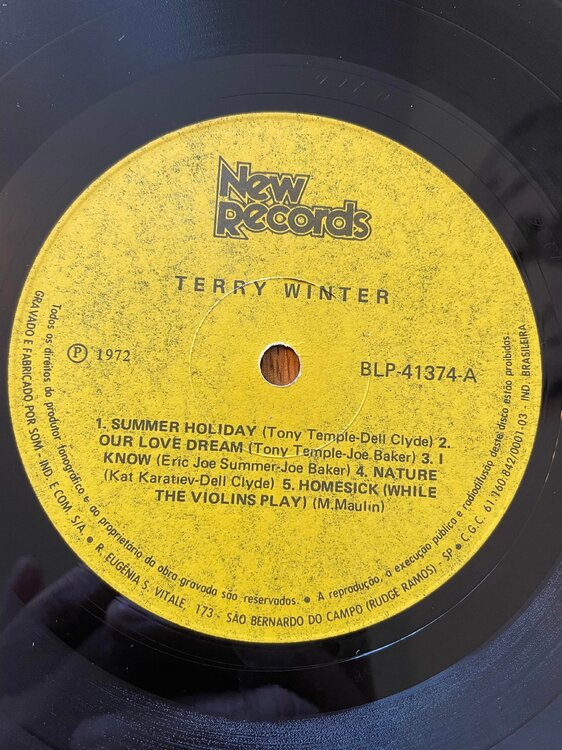 New
Records
TERRY WINTER
℗ 1972
BLP-41374-A
1. SUMMER HOLIDAY (Tony Temple-Dell Clyde) 2.
OUR LOVE DREAM (Tony Temple-Joe Baker) 3. I
KNOW (Eric Joe Summer-Joe Baker) 4. NATURE
(Kat Karatiev-Dell Clyde) 5. HOMESICK (WHILE
THE VIOLINS PLAY) (M.Maulin)
Todos os direitos do produtor fonográfico e ao proprietário da obra gravada são reservados. • A reprodução, a execução pública e radiodifusão deste disco estão proibidas
GRAVADO E FABRICADO POR SOM - IND. E COM. S/A. • R. EUGÊNIA S. VITALE, 173 - SÃO BERNARDO DO CAMPO (RUDGE RAMOS) - SP • C.G.C. 61.160.842/0001-03 - IND. BRASILEIRA